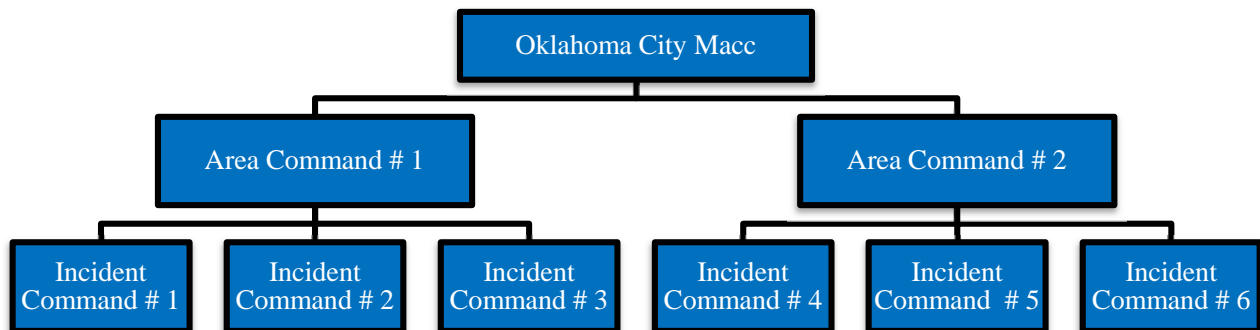 Oklahoma City Macc
Area Command # 1
Area Command # 2
Incident
Command # 1
Incident
Command # 2
Incident
Command # 3
Incident
Command # 4
Incident
Command  # 5
Incident
Command # 6